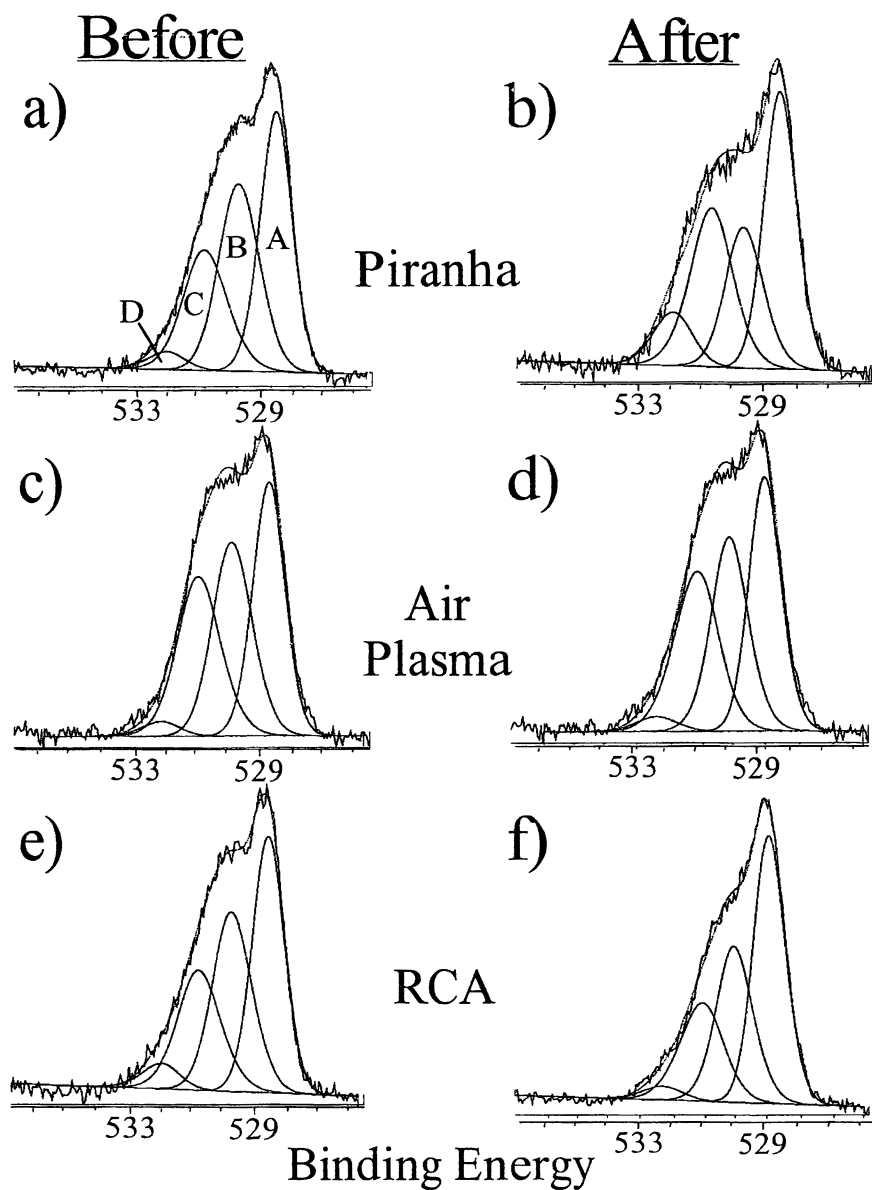 Before
After
a)
b)
A
B
C
D
Piranha
533
529
533
529
c)
d)
Air
Plasma
533
529
533
529
e)
f)
RCA
533
529
533
529
Binding Energy